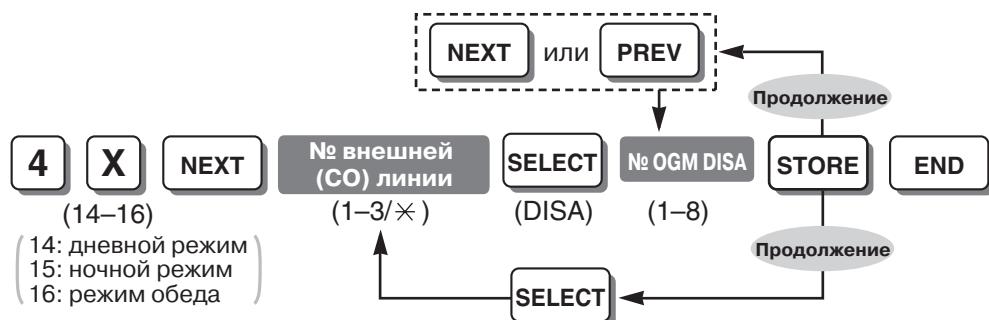 NEXT или PREV
Продолжение
4 X NEXT № внешней (СО) линии SELECT № OGM DISA STORE END
(14–16) (1–3/✳) (DISA) (1–8)
14: дневной режим
15: ночной режим
16: режим обеда
Продолжение
SELECT